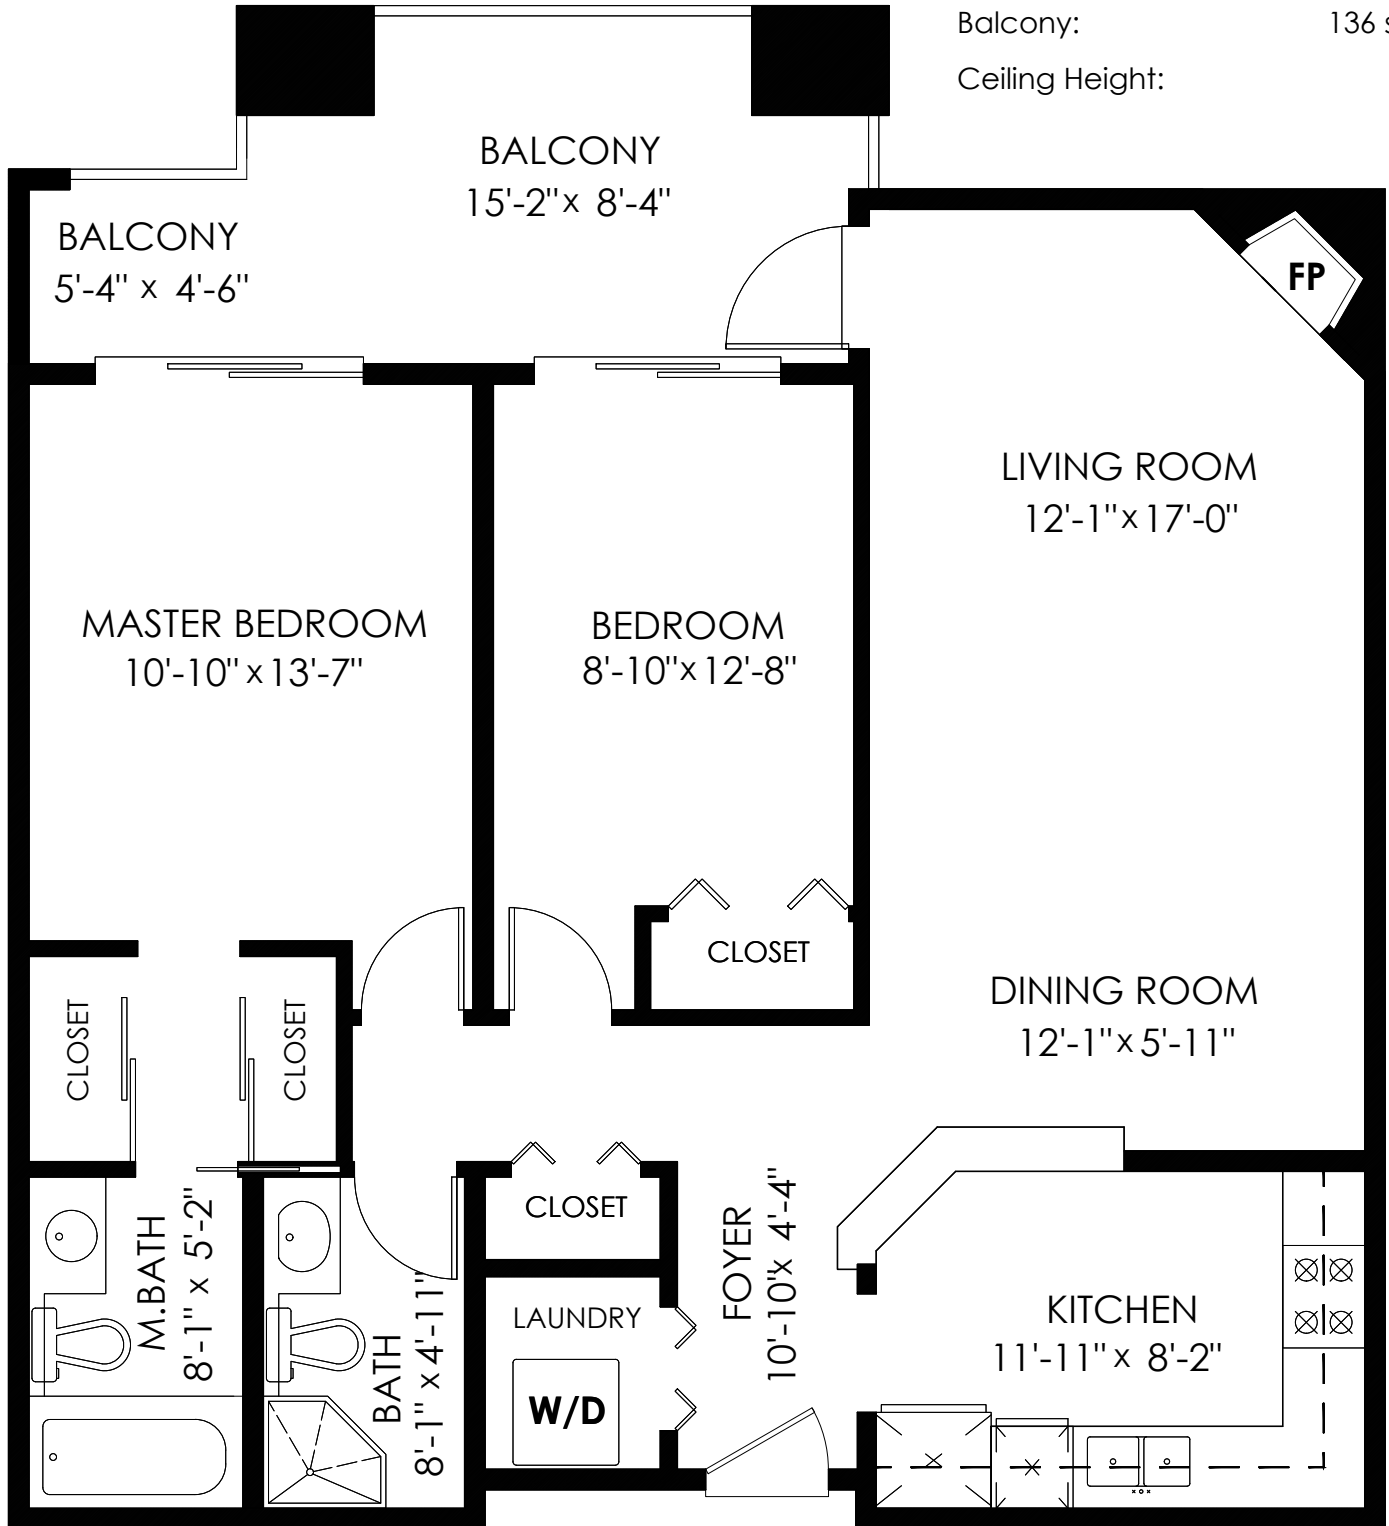 Balcony: 136 s
Ceiling Height:
BALCONY
15'-2" x 8'-4"
BALCONY
5'-4" x 4'-6"
FP
LIVING ROOM
12'-1" x 17'-0"
MASTER BEDROOM
10'-10" x 13'-7"
BEDROOM
8'-10" x 12'-8"
CLOSET
DINING ROOM
12'-1" x 5'-11"
CLOSET
CLOSET
CLOSET
M.BATH
8'-1" x 5'-2"
BATH
8'-1" x 4'-11"
LAUNDRY
W/D
FOYER
10'-10'x 4'-4"
KITCHEN
11'-11" x 8'-2"